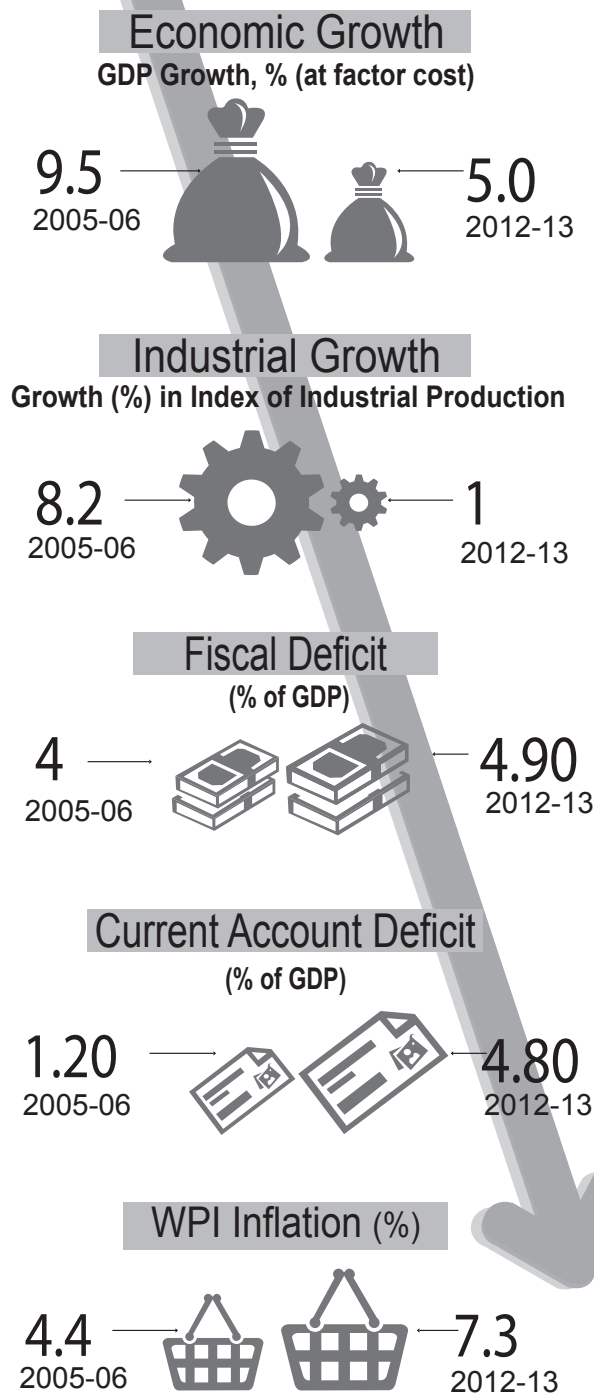 Economic Growth
GDP Growth, % (at factor cost)
9.5
2005-06
5.0
2012-13
Industrial Growth
Growth (%) in Index of Industrial Production
8.2
2005-06
1
2012-13
Fiscal Deficit
(% of GDP)
4
2005-06
4.90
2012-13
Current Account Deficit
(% of GDP)
1.20
2005-06
4.80
2012-13
WPI Inflation (%)
4.4
2005-06
7.3
2012-13